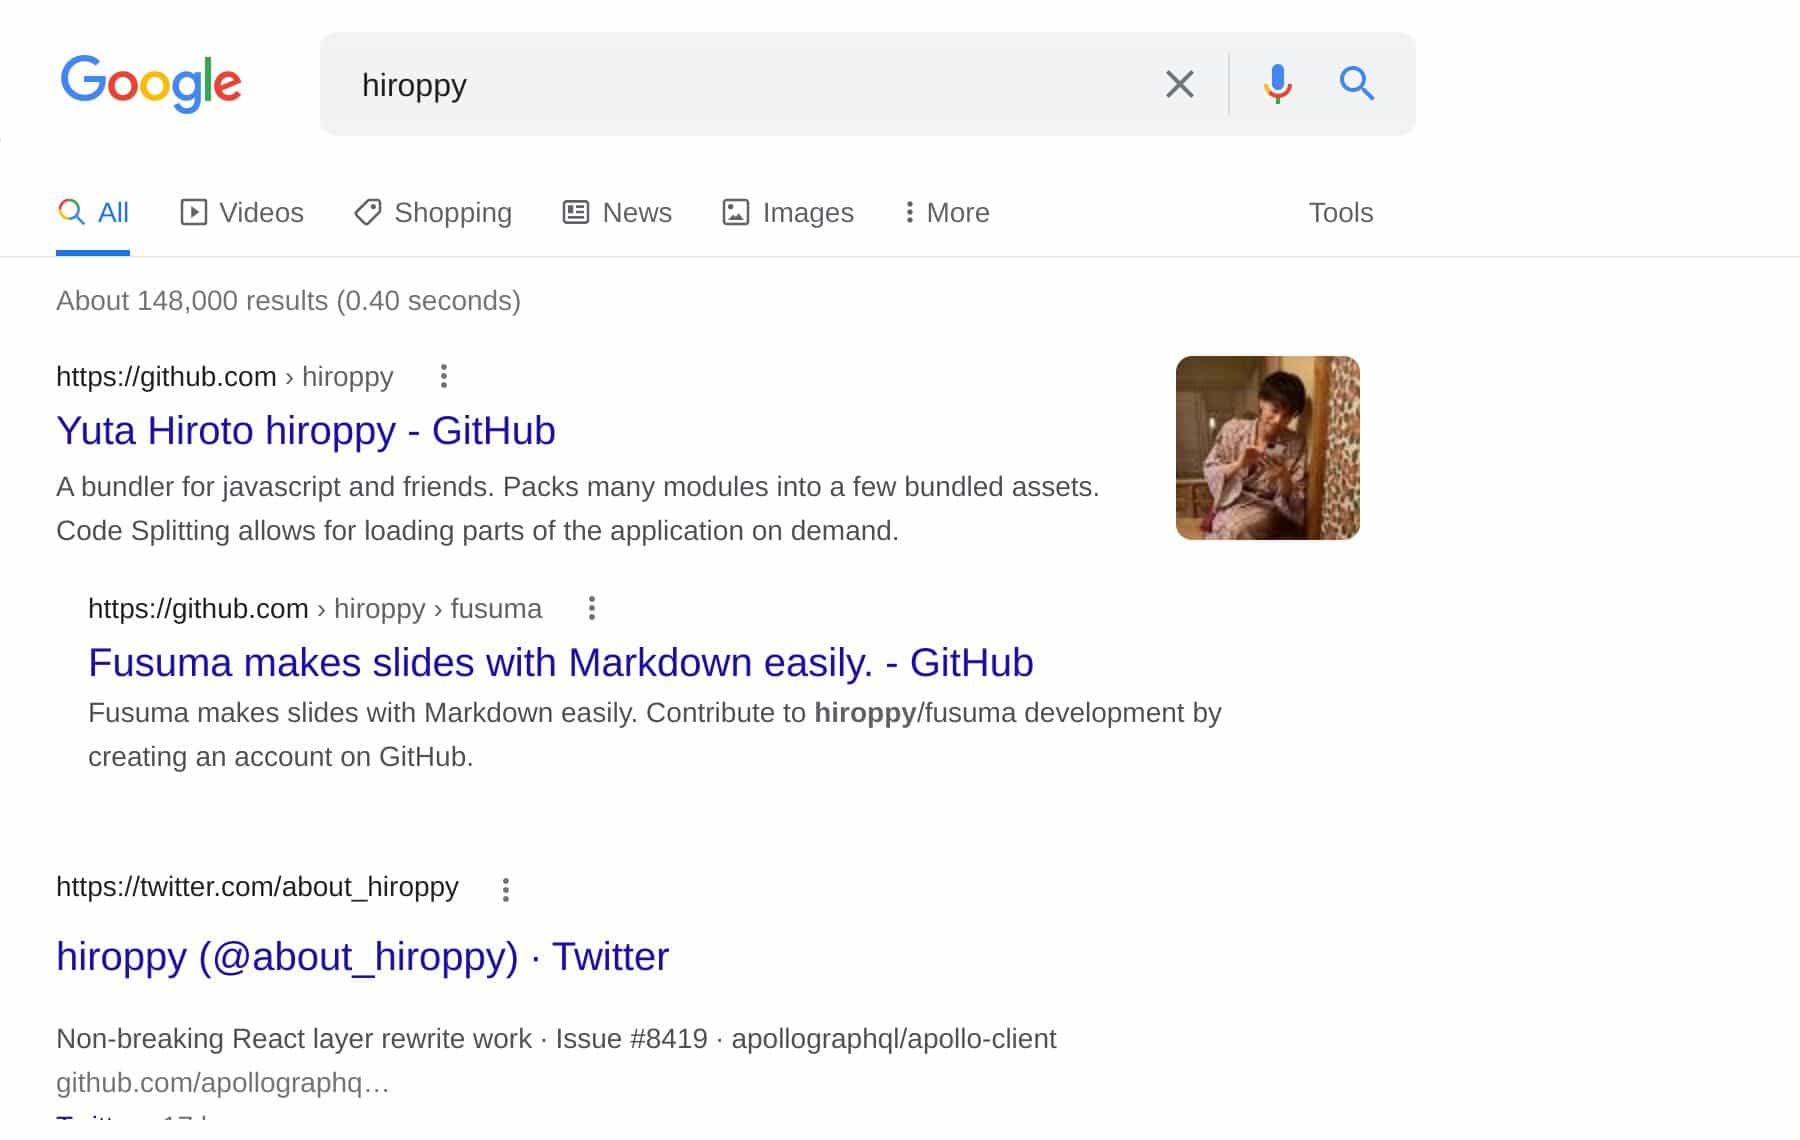 Google
hiroppy
All Videos Shopping News Images More Tools
About 148,000 results (0.40 seconds)
https://github.com › hiroppy
Yuta Hiroto hiroppy - GitHub
A bundler for javascript and friends. Packs many modules into a few bundled assets.
Code Splitting allows for loading parts of the application on demand.
https://github.com › hiroppy › fusuma
Fusuma makes slides with Markdown easily. - GitHub
Fusuma makes slides with Markdown easily. Contribute to hiroppy/fusuma development by
creating an account on GitHub.
https://twitter.com/about_hiroppy
hiroppy (@about_hiroppy) · Twitter
Non-breaking React layer rewrite work · Issue #8419 · apollographql/apollo-client
github.com/apollographq…